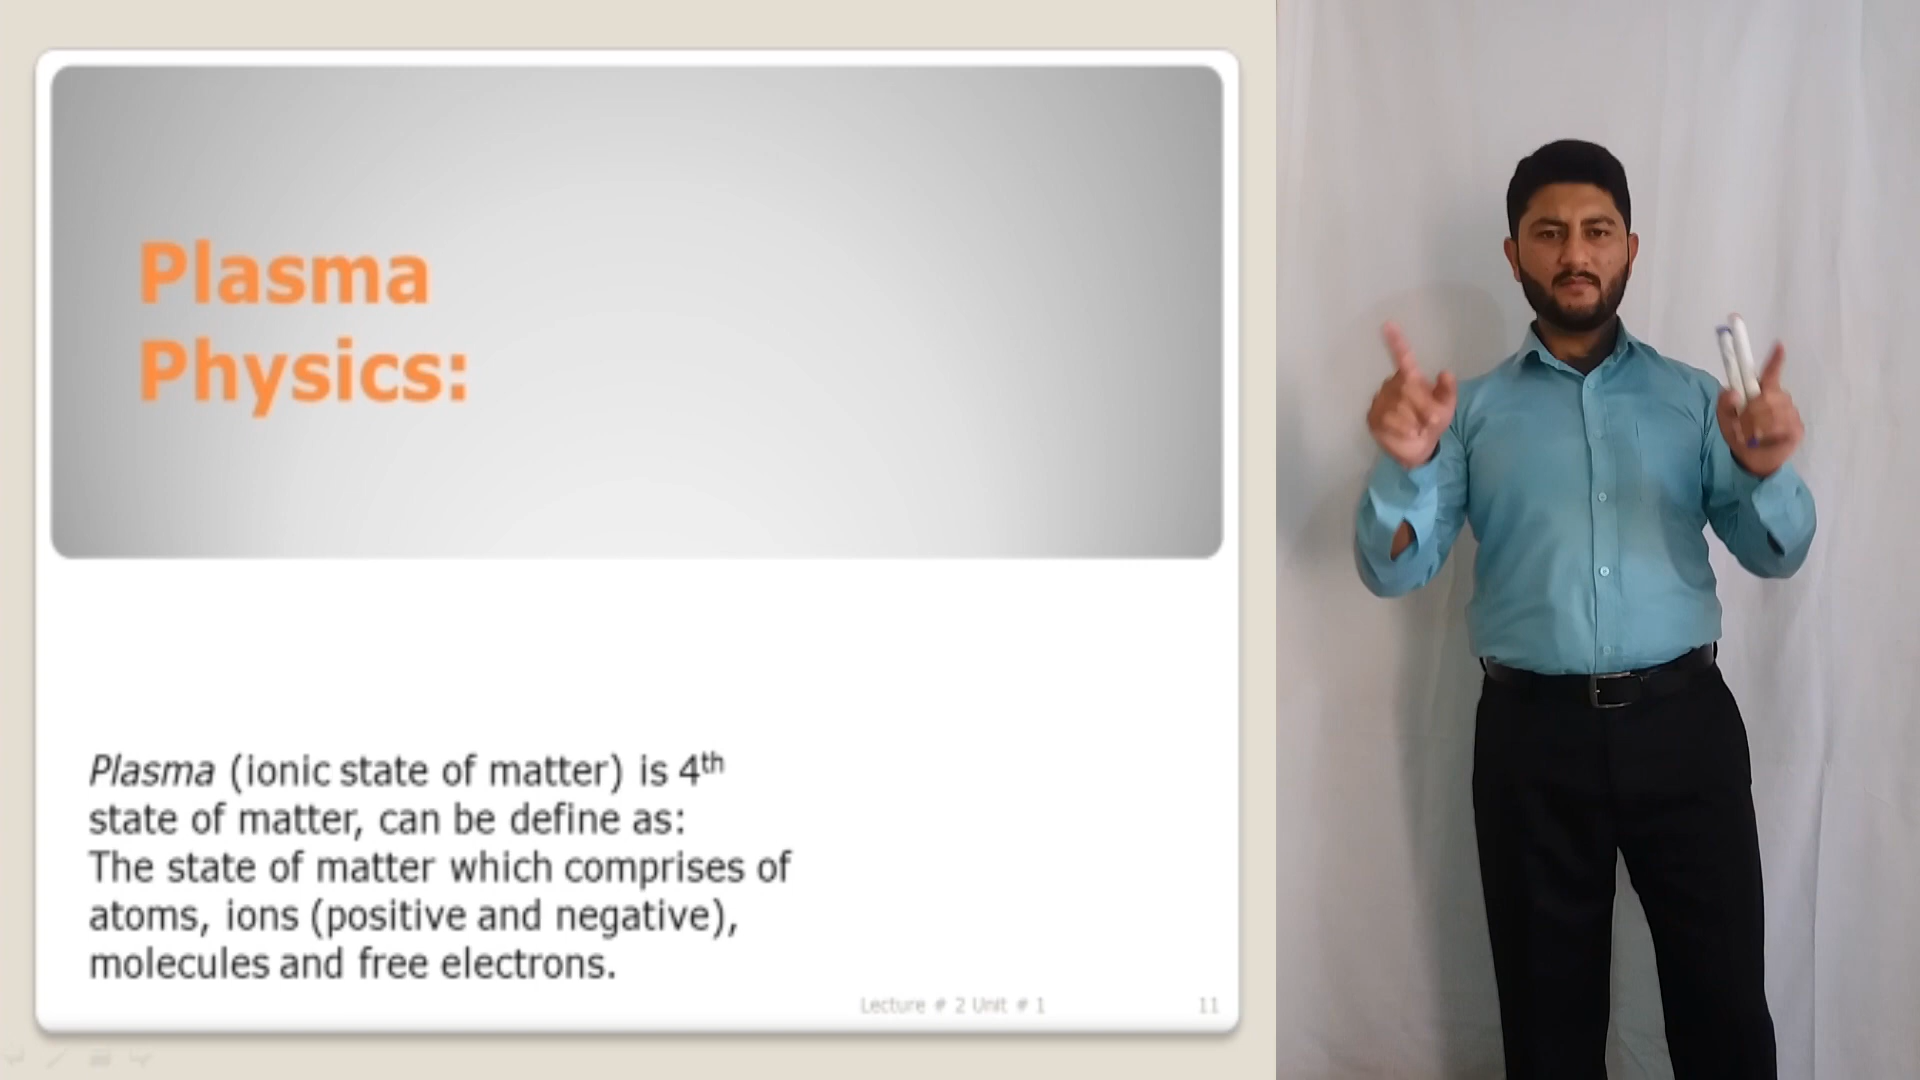 Plasma
Physics:
Plasma (ionic state of matter) is 4th
state of matter, can be define as:
The state of matter which comprises of
atoms, ions (positive and negative),
molecules and free electrons.
Lecture # 2 Unit # 1
11